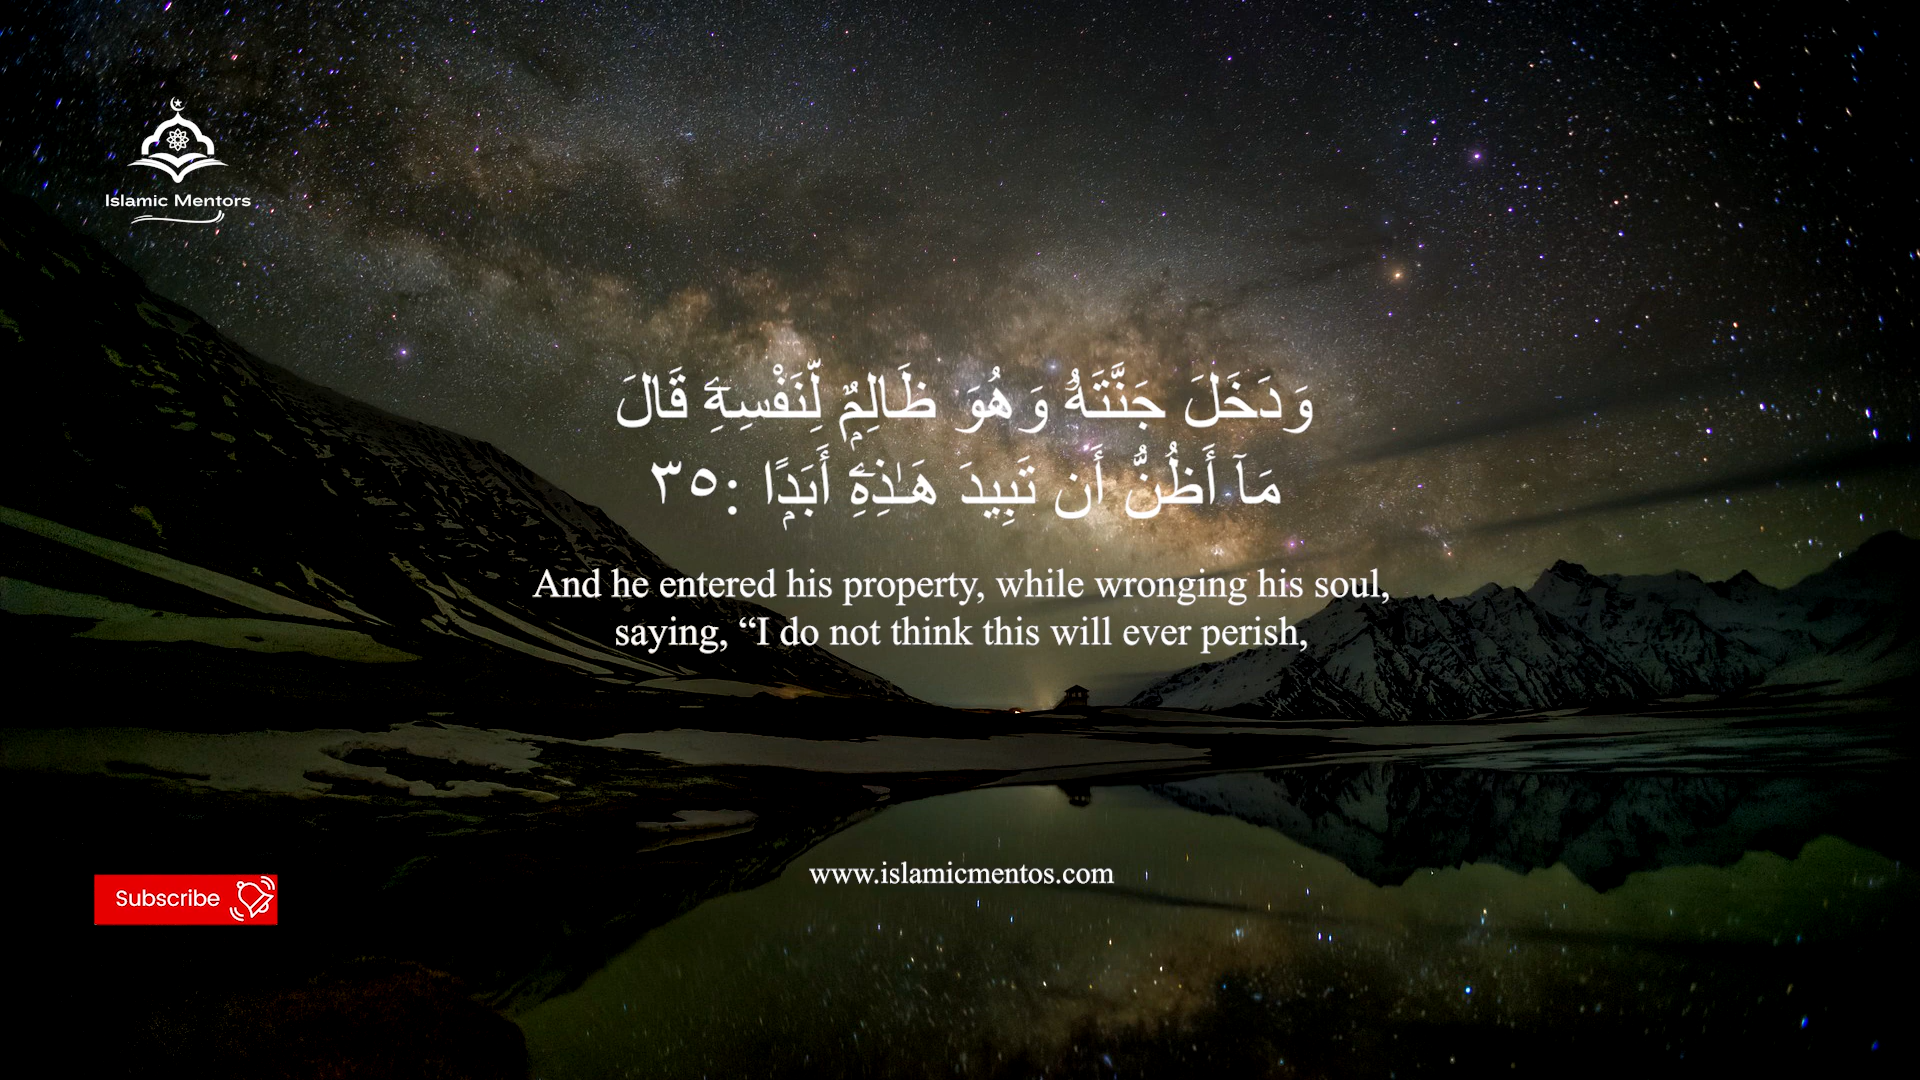 Islamic Mentors
وَدَخَلَ جَنَّتَهُۥ وَهُوَ ظَالِمٌۭ لِّنَفْسِهِۦ قَالَ
مَآ أَظُنُّ أَن تَبِيدَ هَـٰذِهِۦٓ أَبَدًۭا :٣٥
And he entered his property, while wronging his soul,
saying, “I do not think this will ever perish,
www.islamicmentos.com
Subscribe